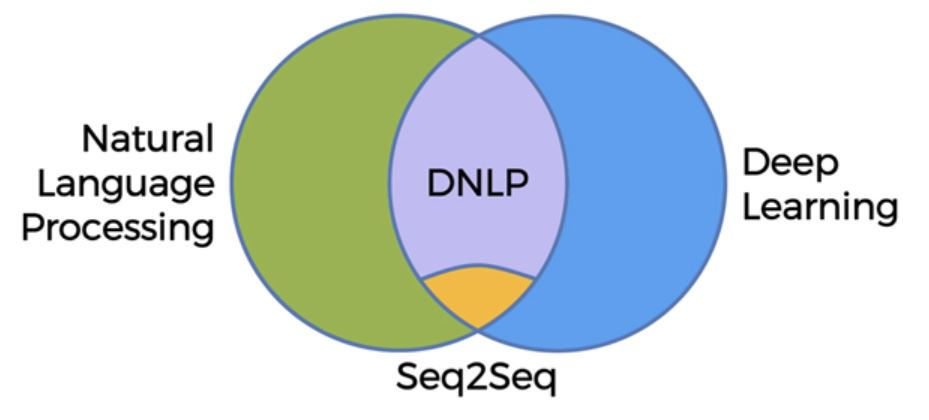 Natural
Language
Processing
DNLP
Deep
Learning
Seq2Seq